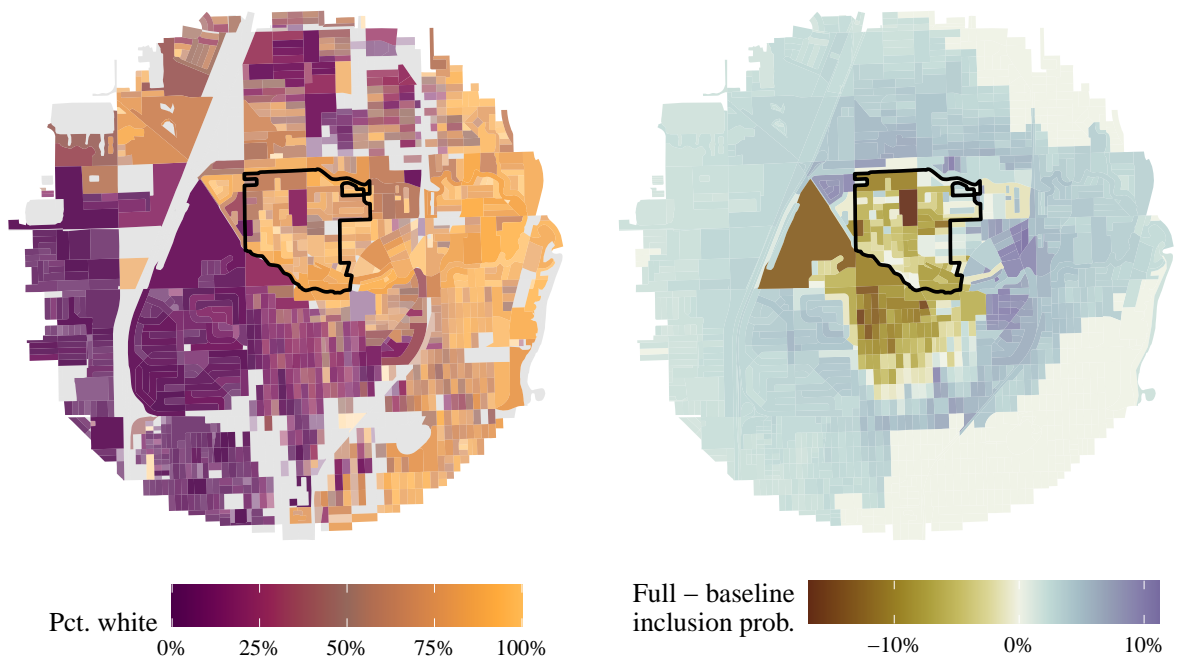 Pct. white
0%
25%
50%
75%
100%
Full – baseline
inclusion prob.
−10%
0%
10%